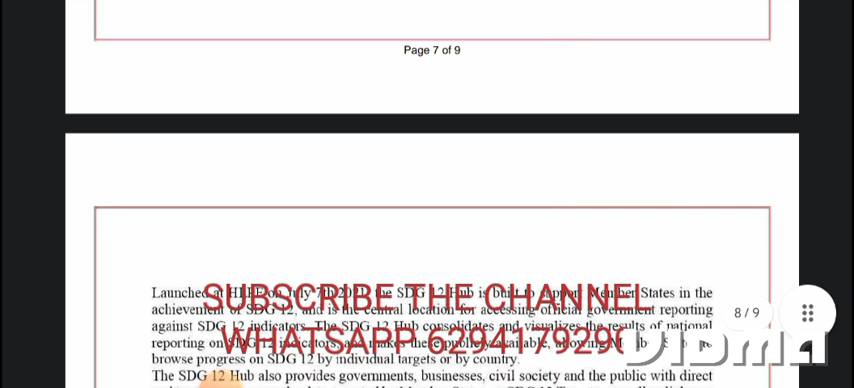 Page 7 of 9
Launched at HLPF on July 7th 2021, the SDG 12 Hub is built to support Member States in the
achievement of SDG 12, and is the central location for accessing official government reporting
against SDG 12 indicators. The SDG 12 Hub consolidates and visualizes the results of national
reporting on SDG 12 indicators, and makes these publicly available, allowing
browse progress on SDG 12 by individual targets or by country.
The SDG 12 Hub also provides governments, businesses, civil society and the public with direct
SUBSCRIBE THE CHANNEL
WHATSAPP 629417929
8 / 9